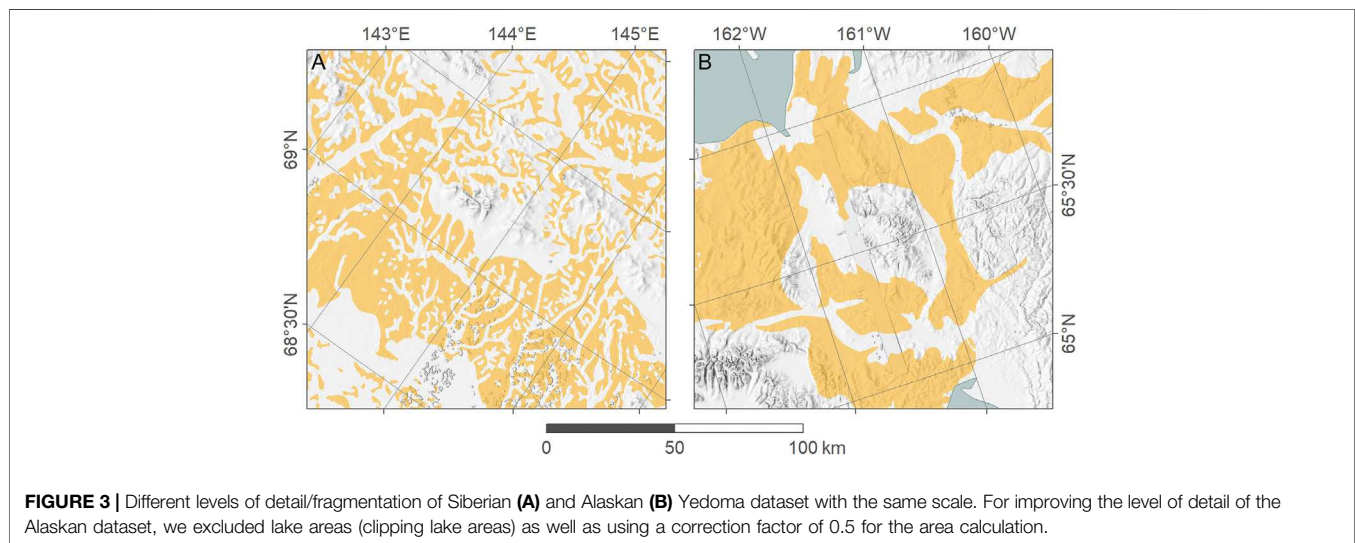 143°E 144°E 145°E 162°W 161°W 160°W
A B
69°N
68°30'N
65°30'N
65°N
0 50 100 km
FIGURE 3 | Different levels of detail/fragmentation of Siberian (A) and Alaskan (B) Yedoma dataset with the same scale. For improving the level of detail of the
Alaskan dataset, we excluded lake areas (clipping lake areas) as well as using a correction factor of 0.5 for the area calculation.